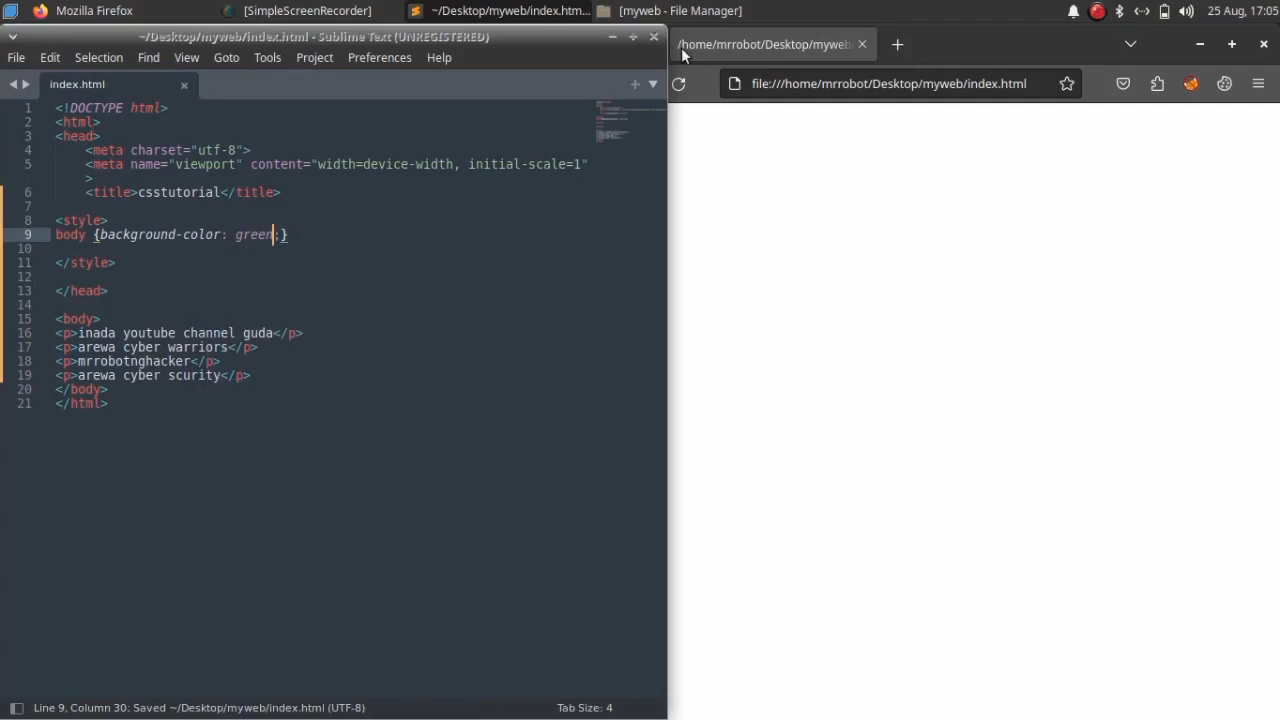 Mozilla Firefox
[SimpleScreenRecorder]
~/Desktop/myweb/index.htm...
[myweb - File Manager]
25 Aug, 17:05
~/Desktop/myweb/index.html - Sublime Text (UNREGISTERED)
File Edit Selection Find View Goto Tools Project Preferences Help
index.html
1 <!DOCTYPE html>
2 <html>
3 <head>
4 <meta charset="utf-8">
5 <meta name="viewport" content="width=device-width, initial-scale=1"
>
6 <title>csstutorial</title>
7
8 <style>
9 body {background-color: green;}
10
11 </style>
12
13 </head>
14
15 <body>
16 <p>inada youtube channel guda</p>
17 <p>arewa cyber warriors</p>
18 <p>mrrobotnghacker</p>
19 <p>arewa cyber scurity</p>
20 </body>
21 </html>
Line 9, Column 30: Saved ~/Desktop/myweb/index.html (UTF-8)
Tab Size: 4
/home/mrrobot/Desktop/myweb
file:///home/mrrobot/Desktop/myweb/index.html